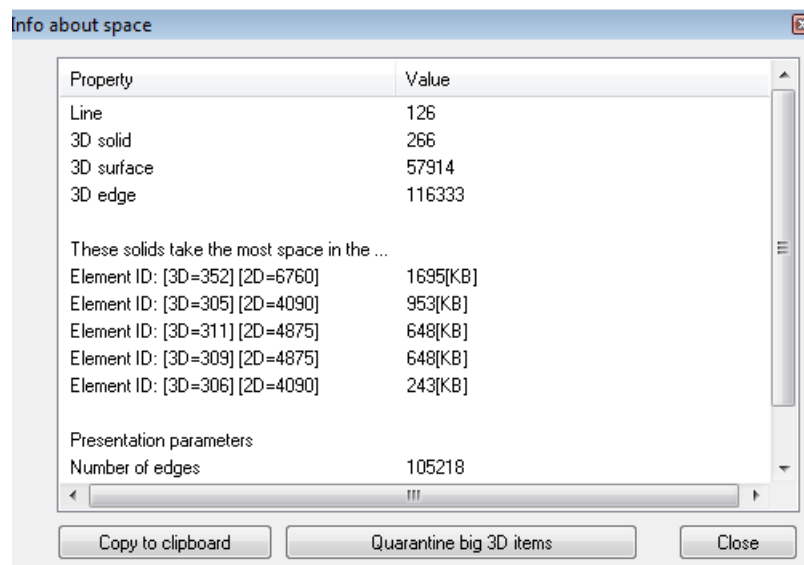 Info about space
Property Value
Line 126
3D solid 266
3D surface 57914
3D edge 116333
These solids take the most space in the ...
Element ID: [3D=352] [2D=6760] 1695[KB]
Element ID: [3D=305] [2D=4090] 953[KB]
Element ID: [3D=311] [2D=4875] 648[KB]
Element ID: [3D=309] [2D=4875] 648[KB]
Element ID: [3D=306] [2D=4090] 243[KB]
Presentation parameters
Number of edges 105218
Copy to clipboard Quarantine big 3D items Close